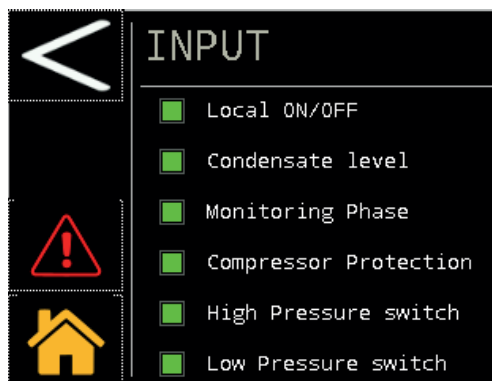 INPUT
Local ON/OFF
Condensate level
Monitoring Phase
Compressor Protection
High Pressure switch
Low Pressure switch